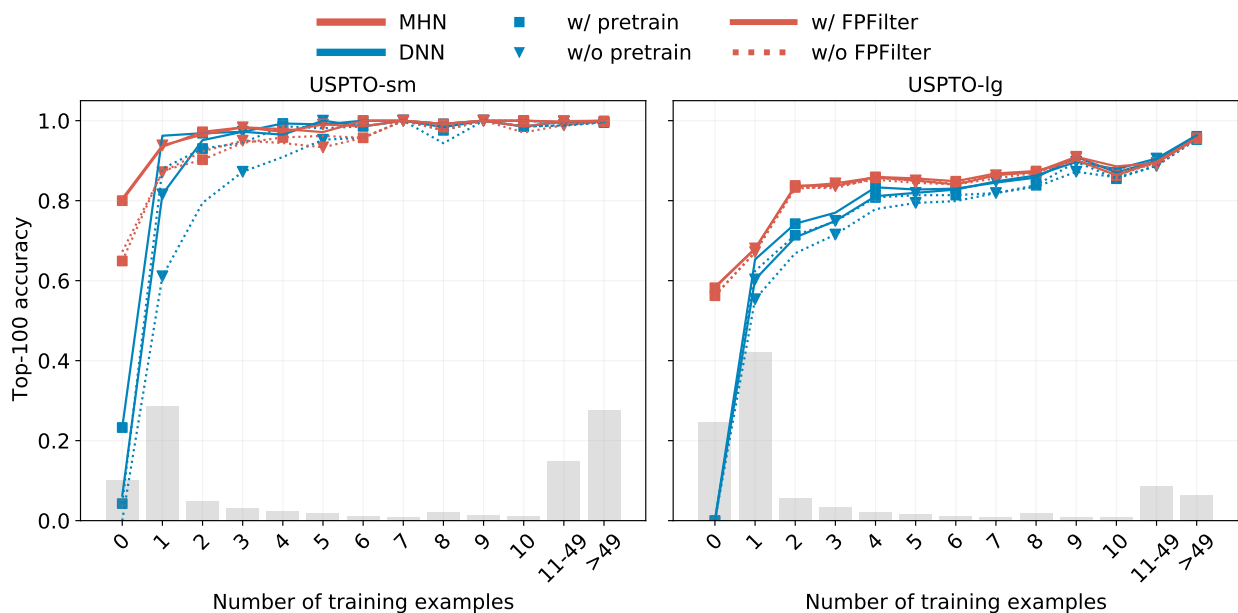 MHN w/ pretrain w/ FPFilter
DNN w/o pretrain w/o FPFilter
USPTO-sm
USPTO-lg
Top-100 accuracy
1.0
0.8
0.6
0.4
0.2
0.0
0 1 2 3 4 5 6 7 8 9 10 11-49 >49
0 1 2 3 4 5 6 7 8 9 10 11-49 >49
Number of training examples
Number of training examples